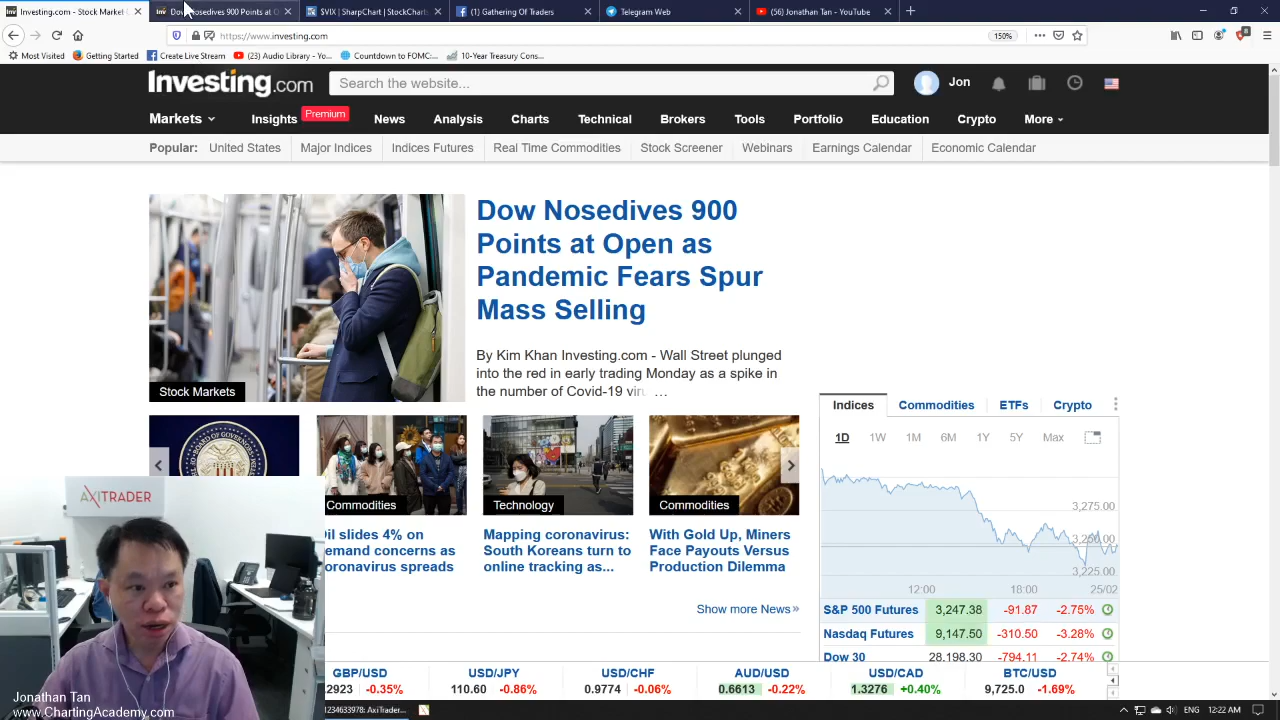 Investing.com - Stock Market
Dow Nosedives 900 Points at O
$VIX | SharpChart | StockChart
(1) Gathering Of Traders
Telegram Web
(56) Jonathan Tan - YouTube
https://www.investing.com
150%
Most Visited
Getting Started
Create Live Stream
(23) Audio Library - Yo...
Countdown to FOMC:...
10-Year Treasury Cons...
Investing.com
Search the website...
Jon
Markets
Insights
Premium
News
Analysis
Charts
Technical
Brokers
Tools
Portfolio
Education
Crypto
More
Popular:
United States
Major Indices
Indices Futures
Real Time Commodities
Stock Screener
Webinars
Earnings Calendar
Economic Calendar
Stock Markets
Dow Nosedives 900
Points at Open as
Pandemic Fears Spur
Mass Selling
By Kim Khan Investing.com - Wall Street plunged
into the red in early trading Monday as a spike in
the number of Covid-19 viru ...
Commodities
Technology
Commodities
il slides 4% on
emand concerns as
oronavirus spreads
Mapping coronavirus:
South Koreans turn to
online tracking as...
With Gold Up, Miners
Face Payouts Versus
Production Dilemma
Show more News»
Indices
Commodities
ETFs
Crypto
1D
1W
1M
6M
1Y
5Y
Max
3,275.00
3,250.00
3,225.00
12:00
18:00
25/02
S&P 500 Futures 3,247.38 -91.87 -2.75%
Nasdaq Futures 9,147.50 -310.50 -3.28%
Dow 30 28,198.30 -794.11 -2.74%
GBP/USD
.2923 -0.35%
USD/JPY
110.60 -0.86%
USD/CHF
0.9774 -0.06%
AUD/USD
0.6613 -0.22%
USD/CAD
1.3276 +0.40%
BTC/USD
9,725.0 -1.69%
AXITRADER
Jonathan Tan
www.ChartingAcademy.com
1234633978: AxiTrader...
ENG
12:22 AM